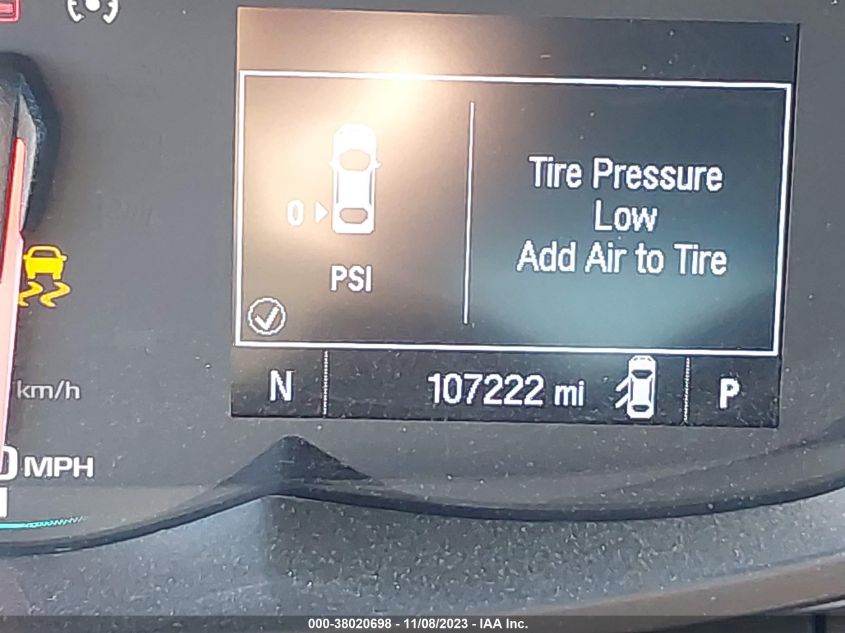 Tire Pressure
Low
Add Air to Tire
0
PSI
N
107222 mi
P
km/h
0 MPH
000-38020698 - 11/08/2023 - IAA Inc.